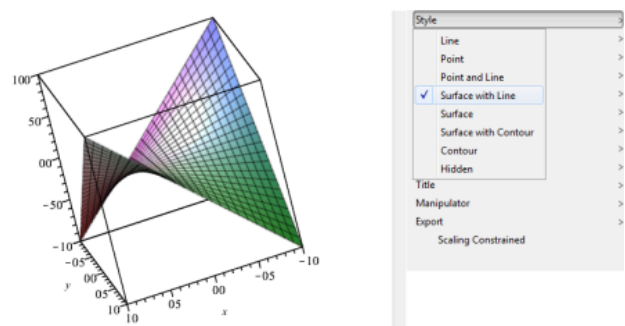 100
50
00
-50
-10
-05
00
05
10
y
10
05
00
-05
-10
x
Style >
Line
Point
Point and Line
✓ Surface with Line
Surface
Surface with Contour
Contour
Hidden
Title >
Manipulator >
Export >
Scaling Constrained